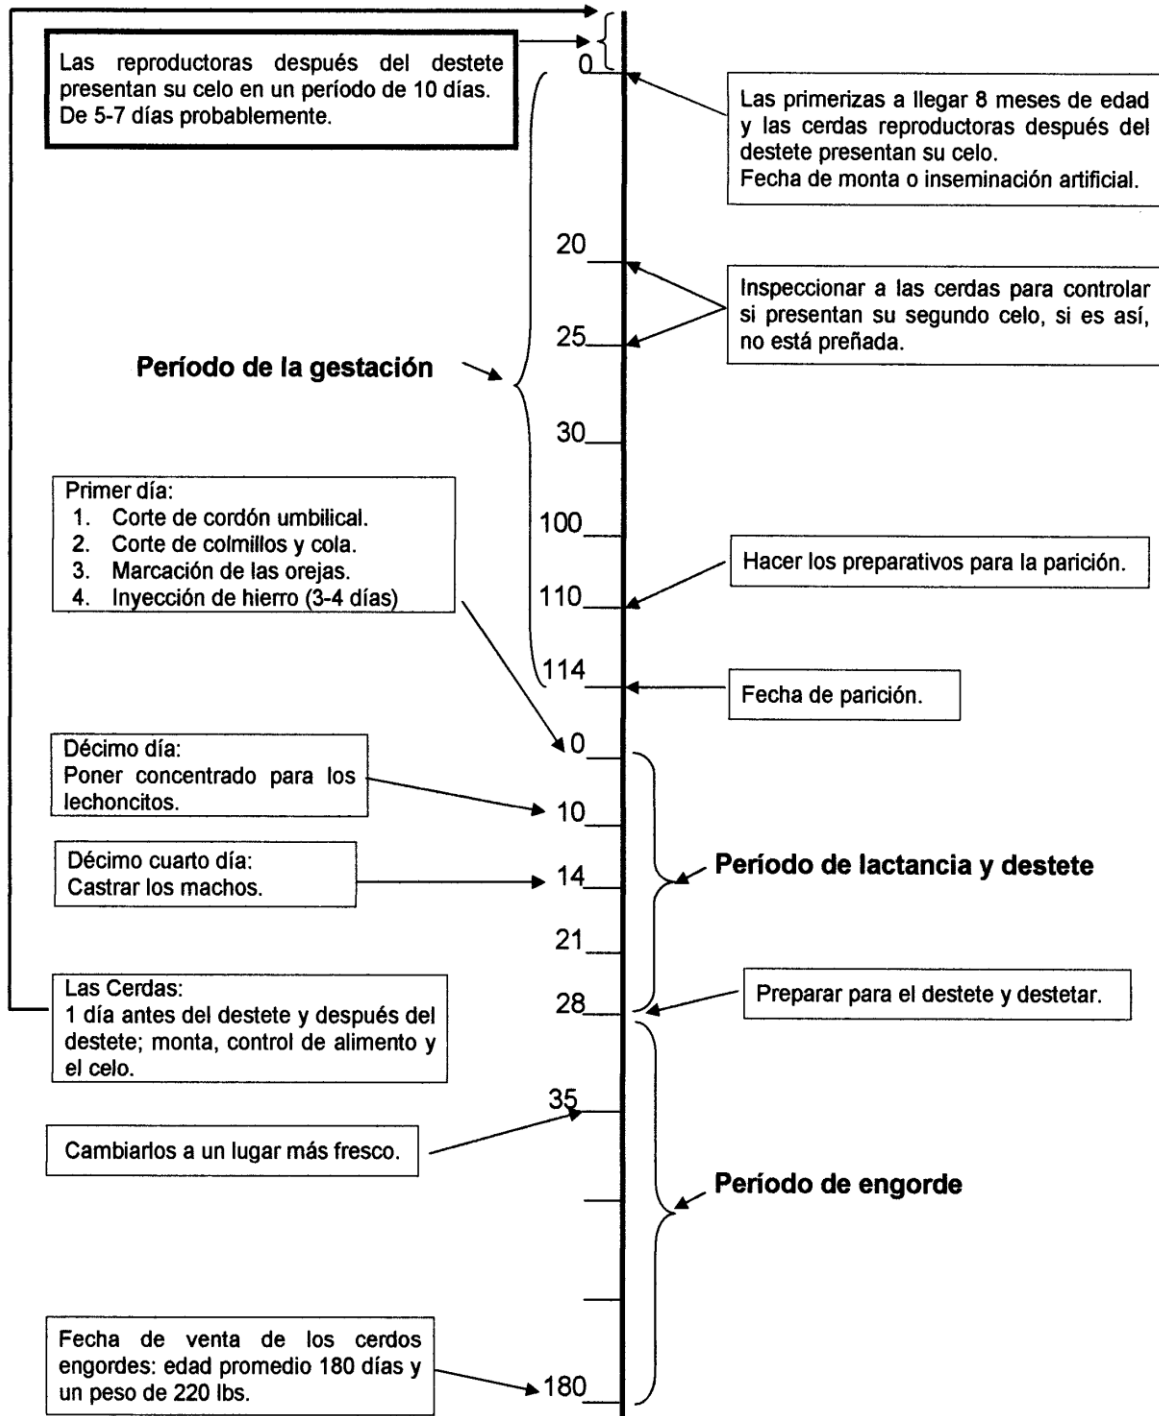 Las reproductoras después del destete
presentan su celo en un período de 10 días.
De 5-7 días probablemente.
0
Las primerizas a llegar 8 meses de edad
y las cerdas reproductoras después del
destete presentan su celo.
Fecha de monta o inseminación artificial.
20
Inspeccionar a las cerdas para controlar
si presentan su segundo celo, si es así,
no está preñada.
25
Período de la gestación
30
Primer día:
1. Corte de cordón umbilical.
2. Corte de colmillos y cola.
3. Marcación de las orejas.
4. Inyección de hierro (3-4 días)
100
Hacer los preparativos para la parición.
110
114
Fecha de parición.
0
Décimo día:
Poner concentrado para los
lechoncitos.
10
Décimo cuarto día:
Castrar los machos.
14
Período de lactancia y destete
21
Las Cerdas:
1 día antes del destete y después del
destete; monta, control de alimento y
el celo.
28
Preparar para el destete y destetar.
35
Cambiarlos a un lugar más fresco.
Período de engorde
Fecha de venta de los cerdos
engordes: edad promedio 180 días y
un peso de 220 lbs.
180